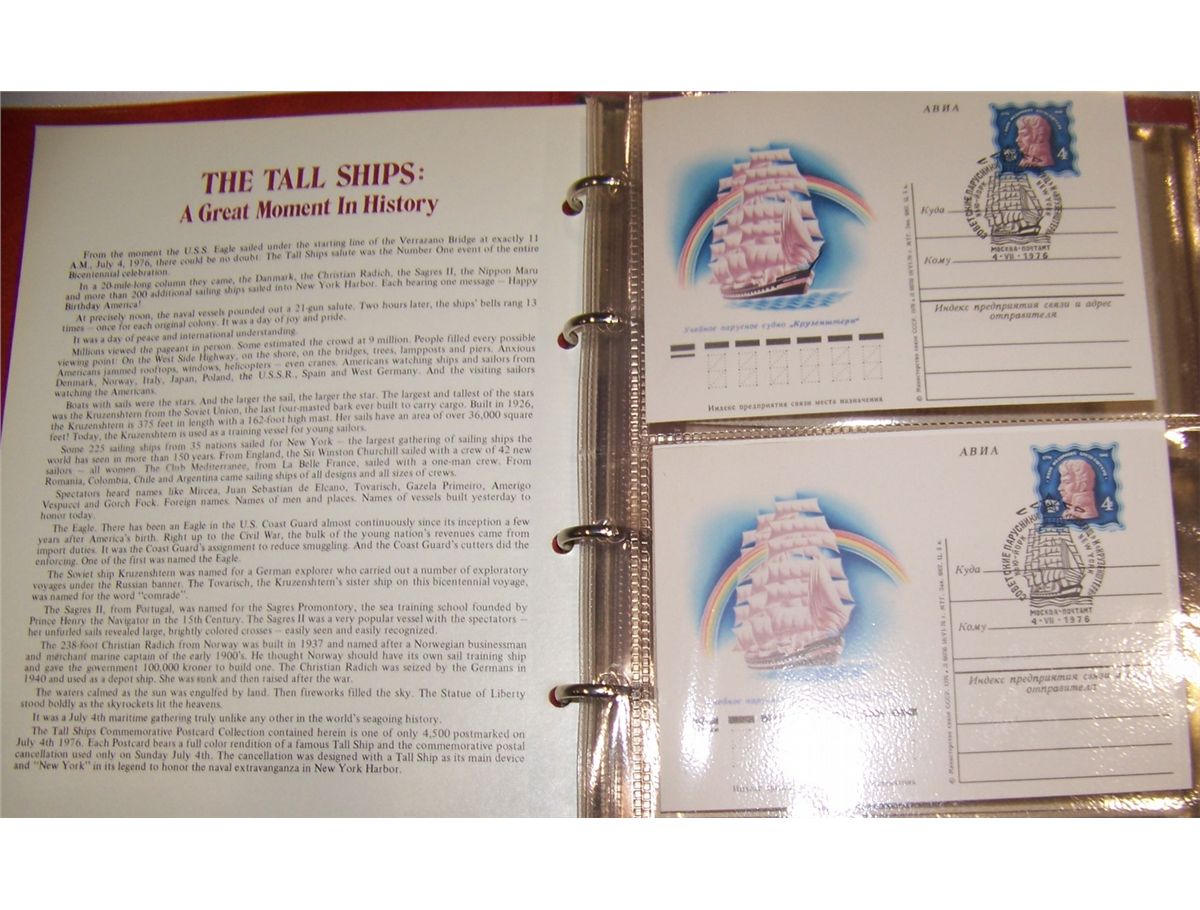 THE TALL SHIPS:
A Great Moment In History
From the moment the U.S.S. Eagle sailed under the starting line of the Verrazano Bridge at exactly 11
A.M., July 4, 1976, there could be no doubt: The Tall Ships salute was the Number One event of the entire
Bicentennial celebration.
In a 20-mile-long column they came, the Danmark, the Christian Radich, the Sagres II, the Nippon Maru
and more than 200 additional sailing ships sailed into New York Harbor. Each bearing one message — Happy
Birthday America!
At precisely noon, the naval vessels pounded out a 21-gun salute. Two hours later, the ships' bells rang 13
times — once for each original colony. It was a day of joy and pride.
It was a day of peace and international understanding.
Millions viewed the pageant in person. Some estimated the crowd at 9 million. People filled every possible
viewing point: On the West Side Highway, on the shore, on the bridges, trees, lampposts and piers. Anxious
Americans jammed rooftops, windows, helicopters — even cranes. Americans watching ships and sailors from
Denmark, Norway, Italy, Japan, Poland, the U.S.S.R., Spain and West Germany. And the visiting sailors
watching the Americans.
Boats with sails were the stars. And the larger the sail, the larger the star. The largest and tallest of the stars
was the Kruzenshtern from the Soviet Union, the last four-masted bark ever built to carry cargo. Built in 1926,
the Kruzenshtern is 375 feet in length with a 162-foot high mast. Her sails have an area of over 36,000 square
feet! Today, the Kruzenshtern is used as a training vessel for young sailors.
Some 225 sailing ships from 35 nations sailed for New York — the largest gathering of sailing ships the
world has seen in more than 150 years. From England, the Sir Winston Churchill sailed with a crew of 42 new
sailors — all women. The Club Mediterranee, from La Belle France, sailed with a one-man crew. From
Romania, Colombia, Chile and Argentina came sailing ships of all designs and all sizes of crews.
Spectators heard names like Mircea, Juan Sebastian de Elcano, Tovarisch, Gazela Primeiro, Amerigo
Vespucci and Gorch Fock. Foreign names. Names of men and places. Names of vessels built yesterday to
honor today.
The Eagle. There has been an Eagle in the U.S. Coast Guard almost continuously since its inception a few
years after America's birth. Right up to the Civil War, the bulk of the young nation's revenues came from
import duties. It was the Coast Guard's assignment to reduce smuggling. And the Coast Guard's cutters did the
enforcing. One of the first was named the Eagle.
The Soviet ship Kruzenshtern was named for a German explorer who carried out a number of exploratory
voyages under the Russian banner. The Tovarisch, the Kruzenshtern's sister ship on this bicentennial voyage,
was named for the word "comrade".
The Sagres II, from Portugal, was named for the Sagres Promontory, the sea training school founded by
Prince Henry the Navigator in the 15th Century. The Sagres II was a very popular vessel with the spectators —
her unfurled sails revealed large, brightly colored crosses — easily seen and easily recognized.
The 238-foot Christian Radich from Norway was built in 1937 and named after a Norwegian businessman
and merchant marine captain of the early 1900's. He thought Norway should have its own sail training ship
and gave the government 100,000 kroner to build one. The Christian Radich was seized by the Germans in
1940 and used as a depot ship. She was sunk and then raised after the war.
The waters calmed as the sun was engulfed by land. Then fireworks filled the sky. The Statue of Liberty
stood boldly as the skyrockets lit the heavens.
It was a July 4th maritime gathering truly unlike any other in the world's seagoing history.
The Tall Ships Commemorative Postcard Collection contained herein is one of only 4,500 postmarked on
July 4th 1976. Each Postcard bears a full color rendition of a famous Tall Ship and the commemorative postal
cancellation used only on Sunday July 4th. The cancellation was designed with a Tall Ship as its main device
and "New York" in its legend to honor the naval extravaganza in New York Harbor.
АВИА
4
СОВЕТСКИЕ ПАРУСНИКИ
НЬЮ-ЙОРК
NEW YORK
МОСКВА-ПОЧТАМТ
4-VII-1976
Куда
Кому
Индекс предприятия связи и адрес
отправителя
Учебное парусное судно „Крузенштерн"
Индекс предприятия связи места назначения
© Министерство связи СССР, 1976
АВИА
4
СОВЕТСКИЕ ПАРУСНИКИ
НЬЮ-ЙОРК
NEW YORK
МОСКВА-ПОЧТАМТ
4-VII-1976
Куда
Кому
Индекс предприятия связи и
отправителя
Учебное парусное
© Министерство связи СССР, 1976